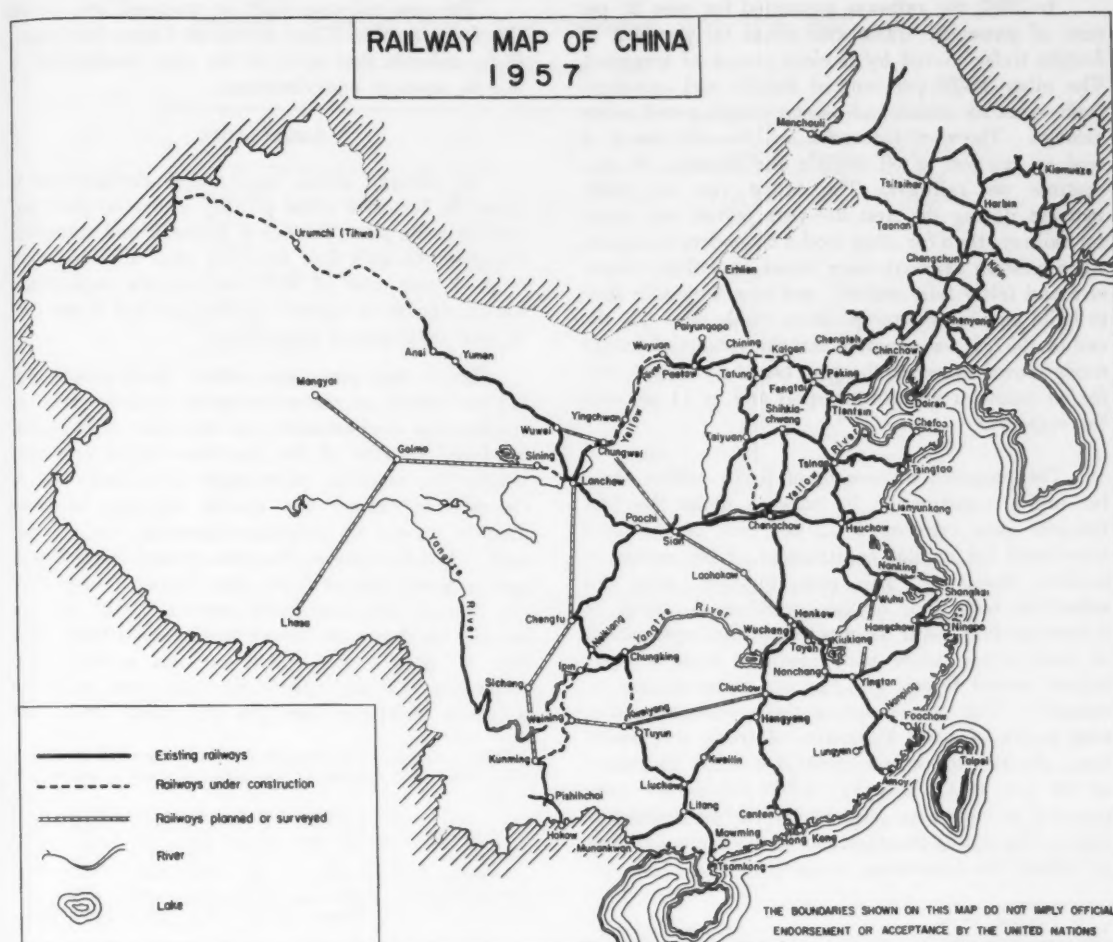 RAILWAY MAP OF CHINA
1957
Manchouli
Kiamusze
Tsitsihar
Harbin
Taonan
Changchun
Urumchi (Tihwa)
Erhlien
Shenyang
Paiyungopo
Chengteh
Chinchow
Wuyuan
Chining
Kalgan
Ansi
Yumen
Paotow
Tatung
Peking
Fengtai
Mangyai
Yingchwan
Yellow
River
Tientsin
Dairen
Shihkia-
chwang
Wuwei
Chungwei
Taiyuan
River
Chefoo
Golmo
Sining
Tsinan
Tsingtao
Lanchow
Yellow
Lienyunkang
Paochi
Sian
Chengchow
Hsuchow
Nanking
Yangtze
River
Laohokow
Wuhu
Shanghai
Lhasa
Hankow
Hangchow
Ningpo
Chengtu
Neikiang
Yangtze River
Wuchang
Tayeh
Kiukiang
Ipin
Chungking
Nanchang
Yingtan
Sichang
Chuchow
Nanping
Weining
Kweiyang
Hengyang
Foochow
Existing railways
Tuyun
Lungyen
Taipei
Railways under construction
Kunming
Kweilin
Amoy
Railways planned or surveyed
Pishihchai
Liuchow
Litang
Canton
River
Hokow
Mowming
Hong Kong
Munankwan
Tsamkong
Lake
THE BOUNDARIES SHOWN ON THIS MAP DO NOT IMPLY OFFICIAL
ENDORSEMENT OR ACCEPTANCE BY THE UNITED NATIONS